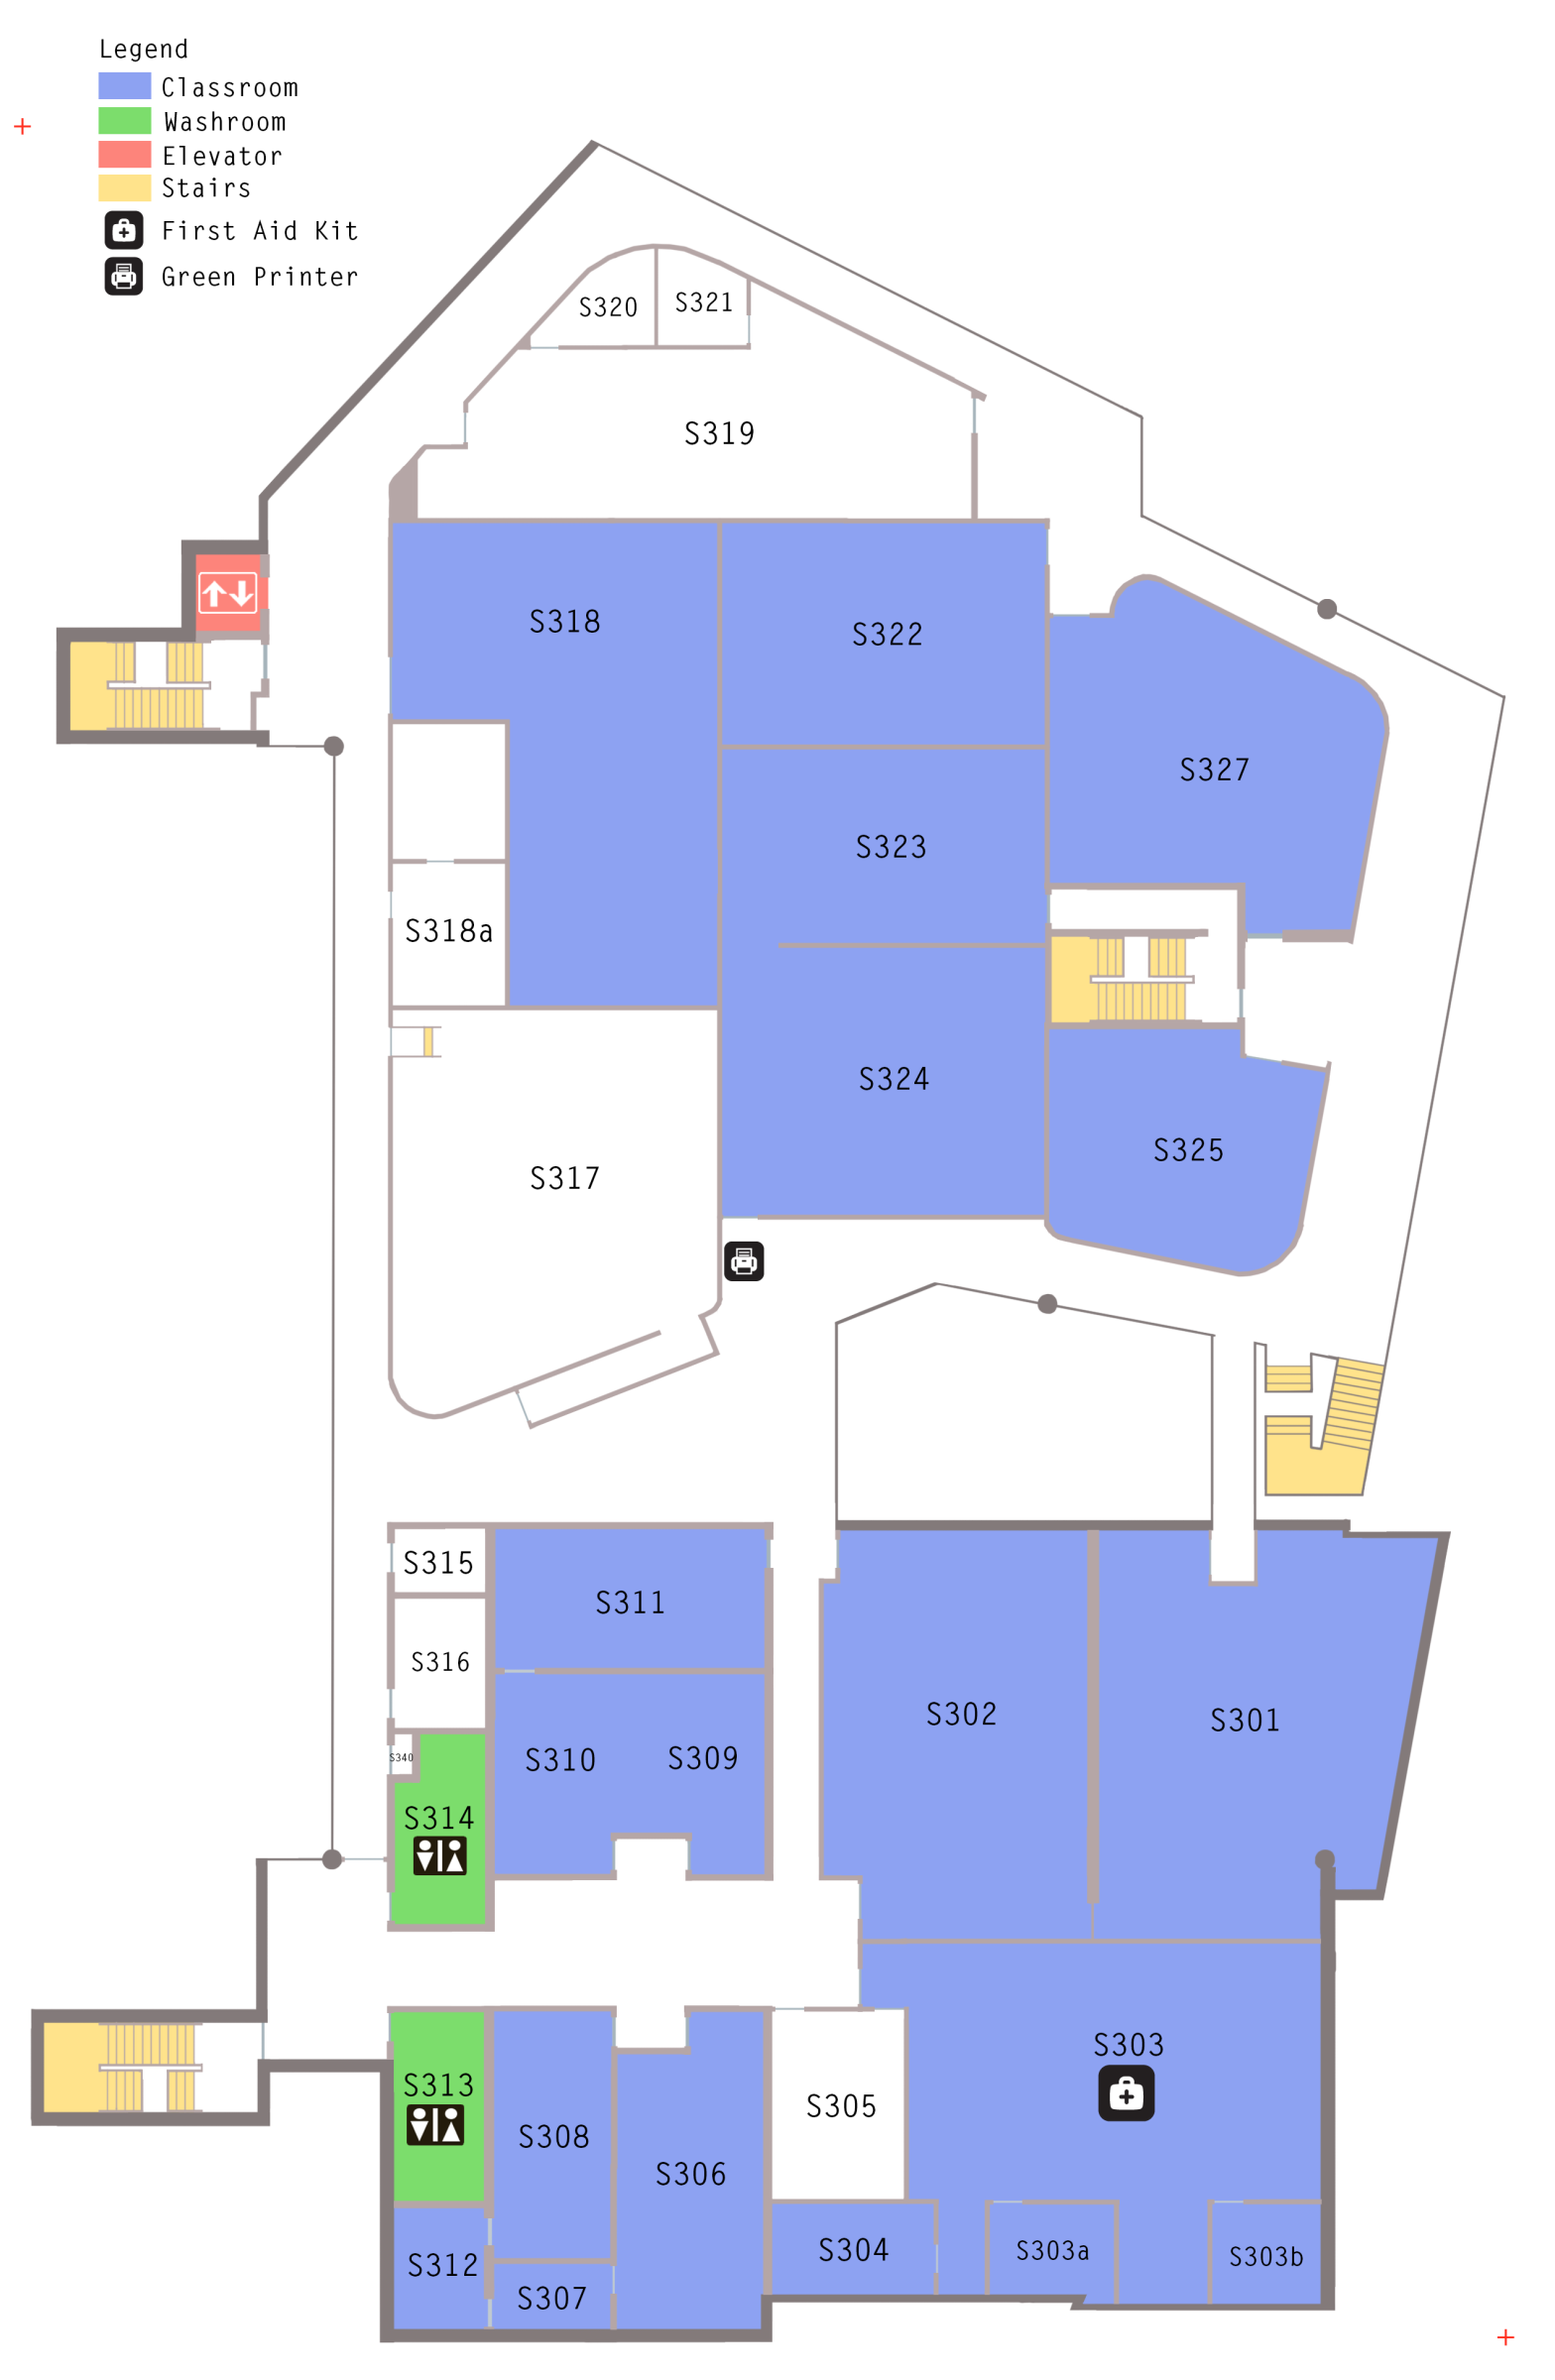 Legend
Classroom
Washroom
Elevator
Stairs
First Aid Kit
Green Printer
S320
S321
S319
S318
S322
S327
S323
S318a
S324
S325
S317
S315
S311
S316
S302
S301
S340
S310
S309
S314
S303
S313
S305
S308
S306
S304
S303a
S303b
S312
S307